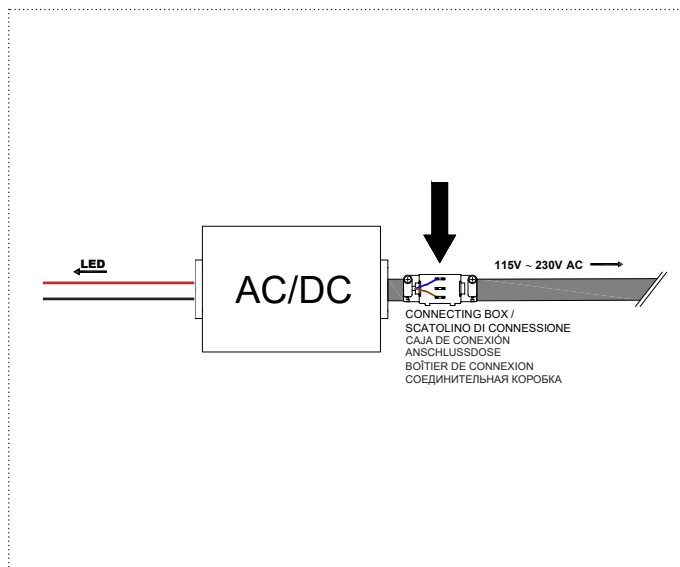 LED
AC/DC
115V ~ 230V AC
CONNECTING BOX /
SCATOLINO DI CONNESSIONE
CAJA DE CONEXIÓN
ANSCHLUSSDOSE
BOÎTIER DE CONNEXION
СОЕДИНИТЕЛЬНАЯ КОРОБКА